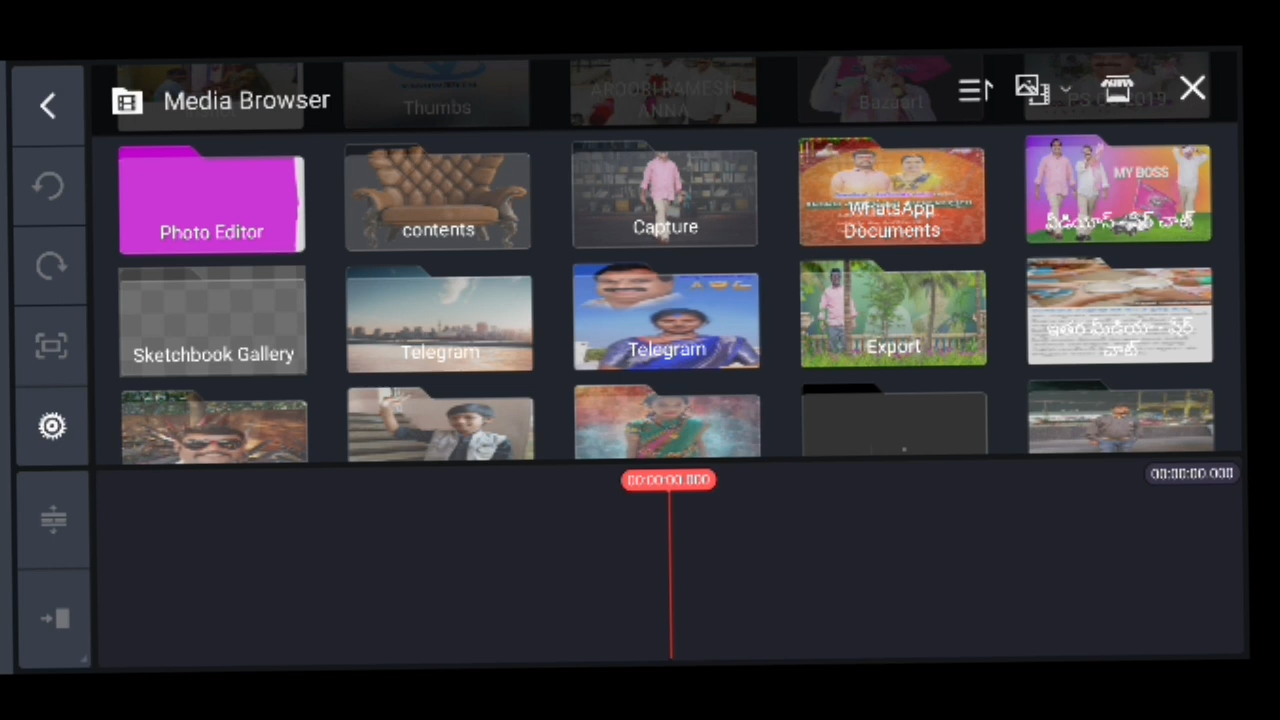 Media Browser
Thumbs
AROORI RAMESH
ANNA
Bazaart
Photo Editor
contents
Capture
WhatsApp
Documents
MY BOSS
Sketchbook Gallery
Telegram
Telegram
Export
ఇతర మీడియా - షేర్
చాట్
00:00:00.000
00:00:00.000